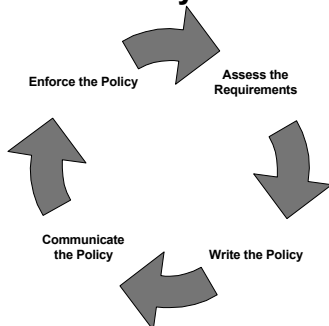 Enforce the Policy
Assess the
Requirements
Communicate
the Policy
Write the Policy